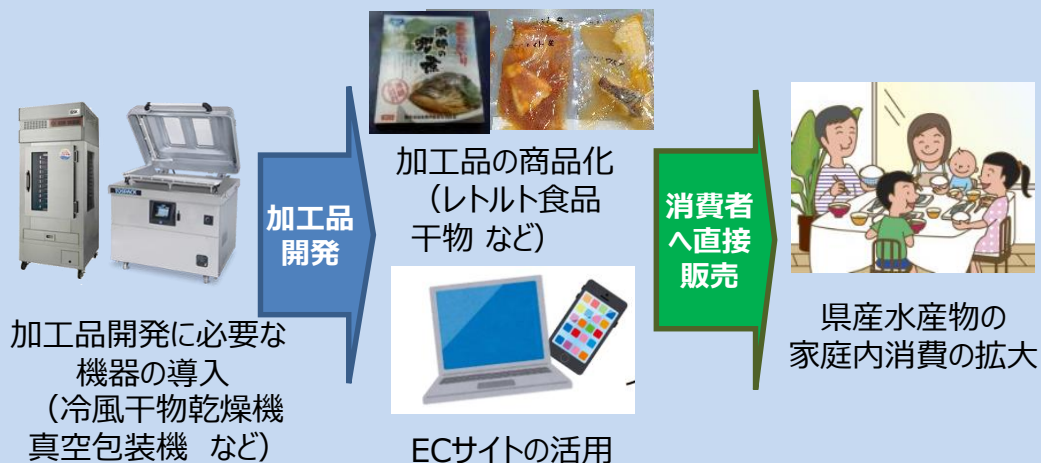 加工品開発に必要な
機器の導入
（冷風干物乾燥機
真空包装機 など）
加工品
開発
加工品の商品化
（レトルト食品
干物 など）
ECサイトの活用
消費者
へ直接
販売
県産水産物の
家庭内消費の拡大